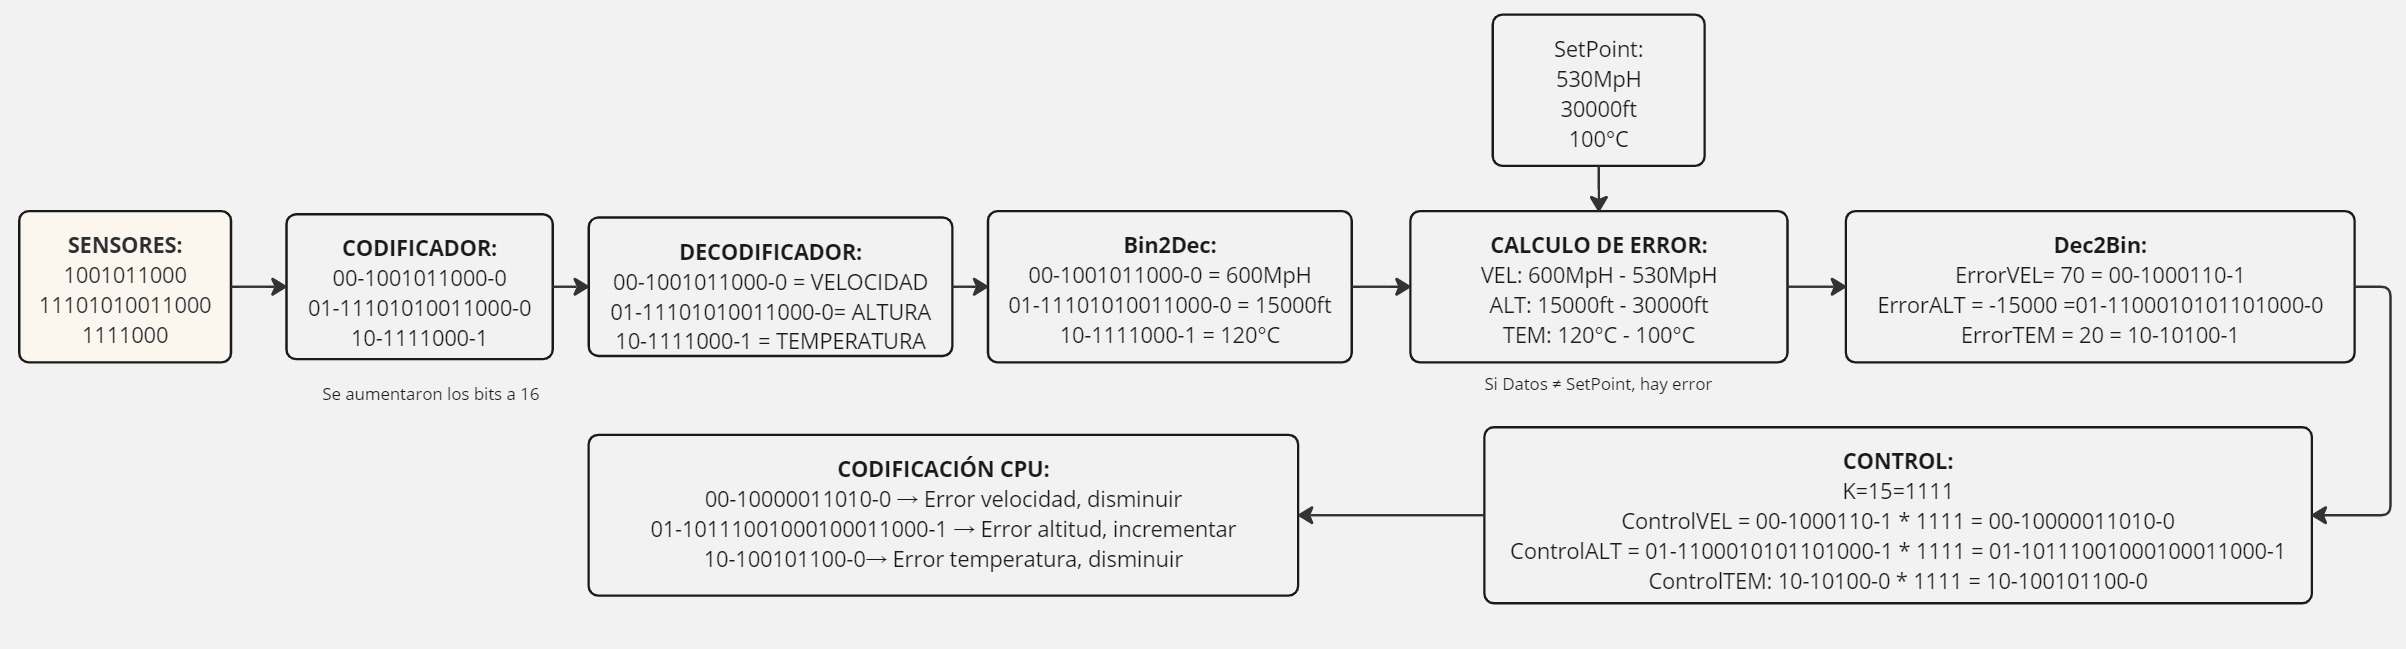 SetPoint:
530MpH
30000ft
100°C
SENSORES:
1001011000
11101010011000
1111000
CODIFICADOR:
00-1001011000-0
01-11101010011000-0
10-1111000-1
Se aumentaron los bits a 16
DECODIFICADOR:
00-1001011000-0 = VELOCIDAD
01-11101010011000-0= ALTURA
10-1111000-1 = TEMPERATURA
Bin2Dec:
00-1001011000-0 = 600MpH
01-11101010011000-0 = 15000ft
10-1111000-1 = 120°C
CALCULO DE ERROR:
VEL: 600MpH - 530MpH
ALT: 15000ft - 30000ft
TEM: 120°C - 100°C
Si Datos ≠ SetPoint, hay error
Dec2Bin:
ErrorVEL= 70 = 00-1000110-1
ErrorALT = -15000 =01-1100010101101000-0
ErrorTEM = 20 = 10-10100-1
CONTROL:
K=15=1111
ControlVEL = 00-1000110-1 * 1111 = 00-10000011010-0
ControlALT = 01-1100010101101000-1 * 1111 = 01-10111001000100011000-1
ControlTEM: 10-10100-0 * 1111 = 10-100101100-0
CODIFICACIÓN CPU:
00-10000011010-0 → Error velocidad, disminuir
01-10111001000100011000-1 → Error altitud, incrementar
10-100101100-0→ Error temperatura, disminuir